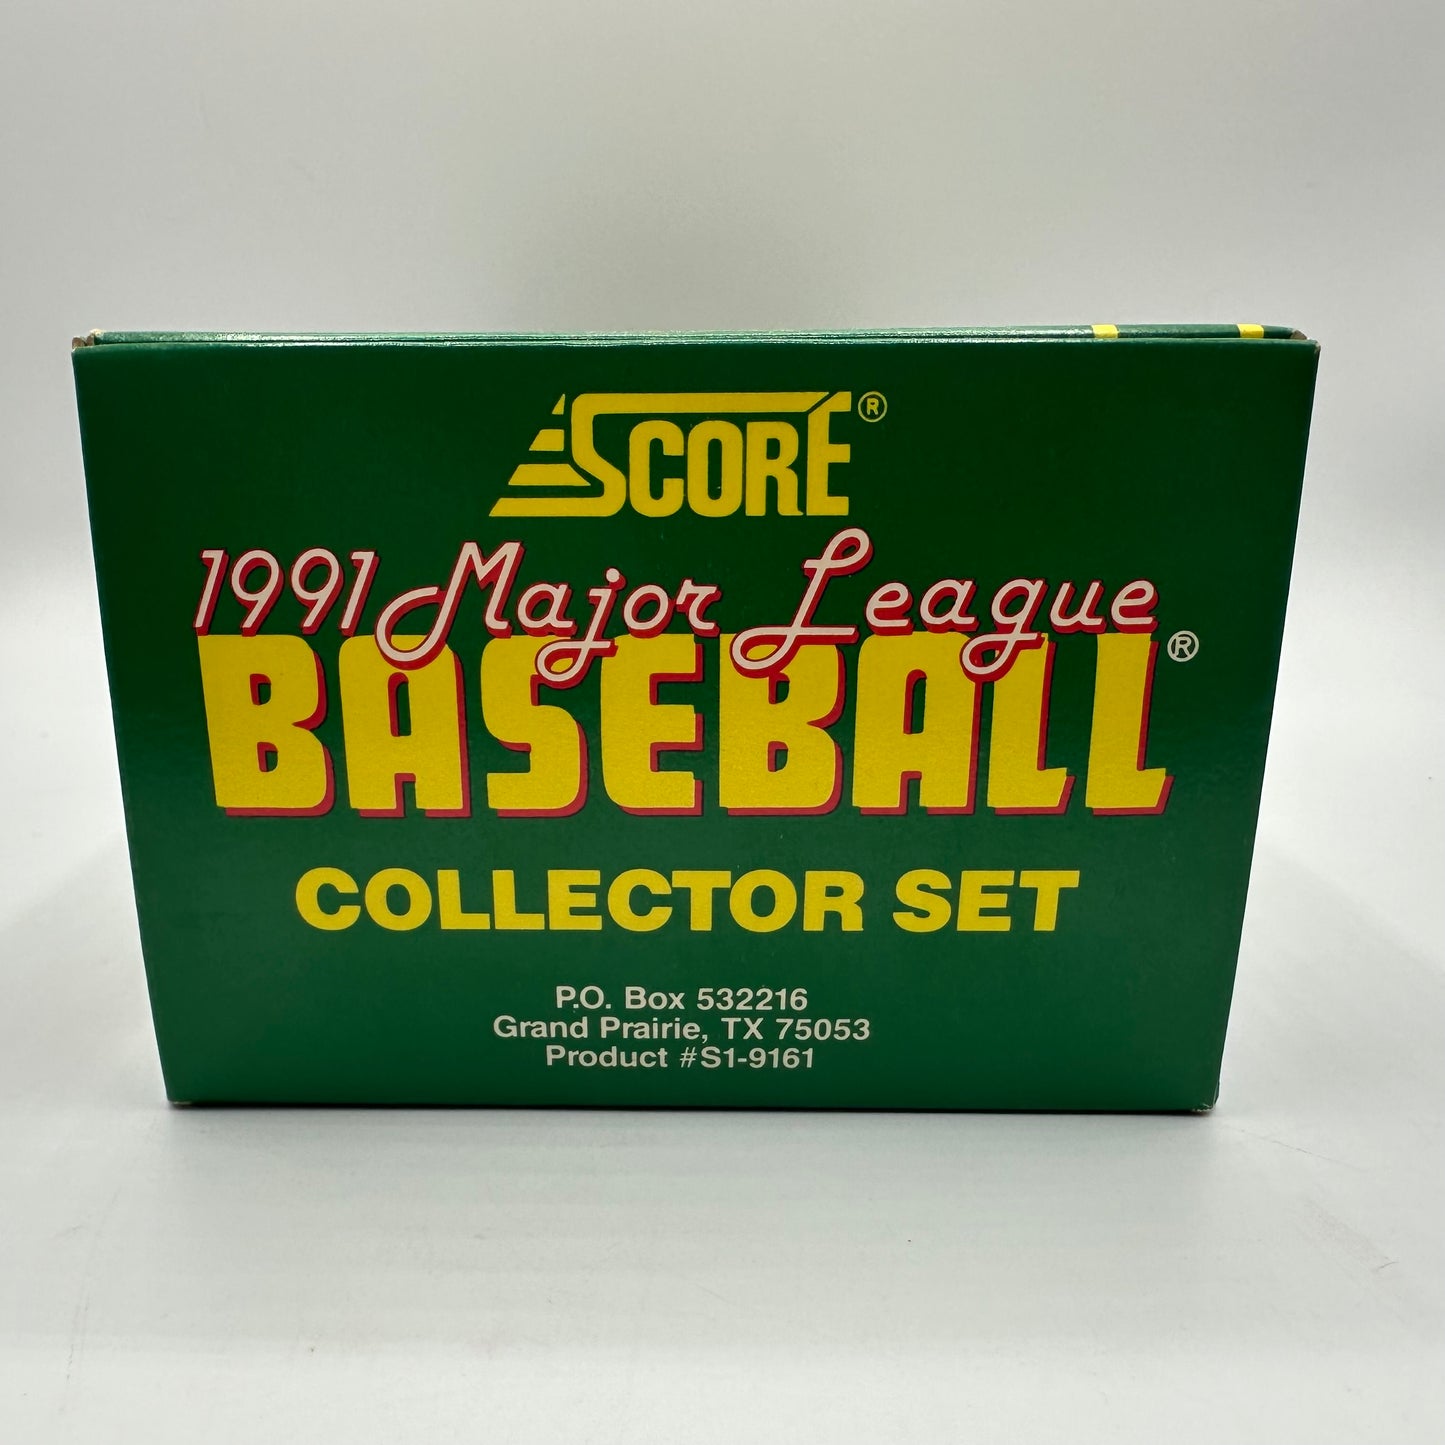 SCORE®
1991 Major League
BASEBALL®
COLLECTOR SET
P.O. Box 532216
Grand Prairie, TX 75053
Product #S1-9161